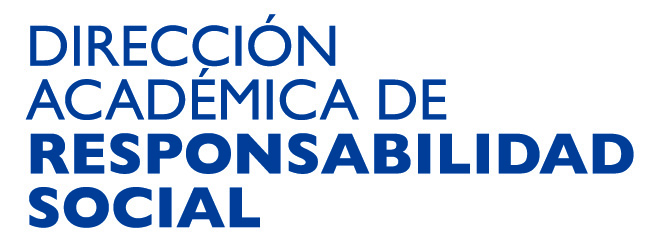 DIRECCIÓN
ACADÉMICA DE
RESPONSABILIDAD
SOCIAL